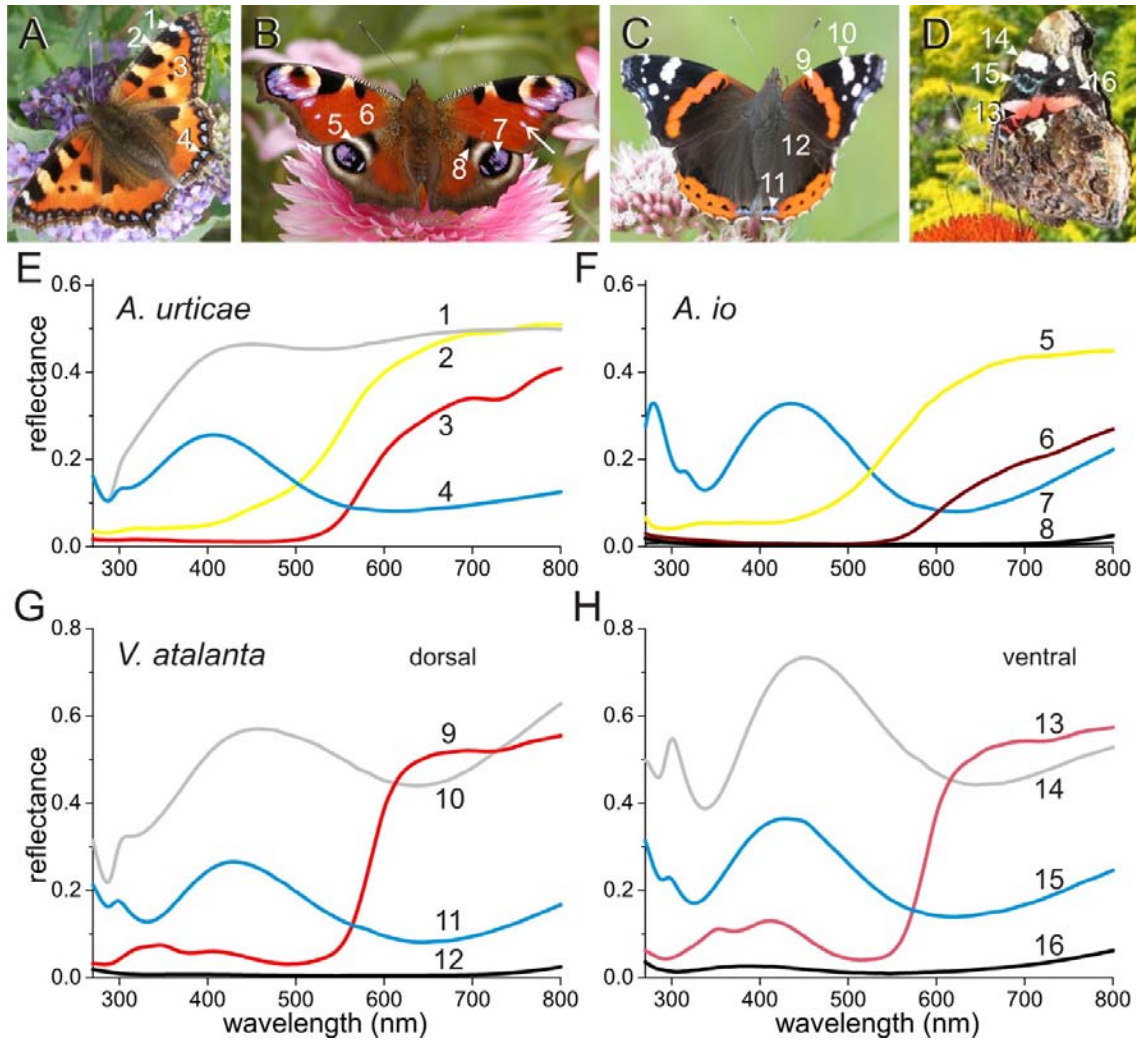 A
1
2
3
4
B
5
6
7
8
C
9
10
11
12
D
14
15
16
13
E
A. urticae
reflectance
0.6
0.4
0.2
0.0
1
2
3
4
300 400 500 600 700 800
F
A. io
0.6
0.4
0.2
0.0
5
6
7
8
300 400 500 600 700 800
G
V. atalanta
dorsal
reflectance
0.8
0.6
0.4
0.2
0.0
9
10
11
12
300 400 500 600 700 800
wavelength (nm)
H
ventral
0.8
0.6
0.4
0.2
0.0
13
14
15
16
300 400 500 600 700 800
wavelength (nm)